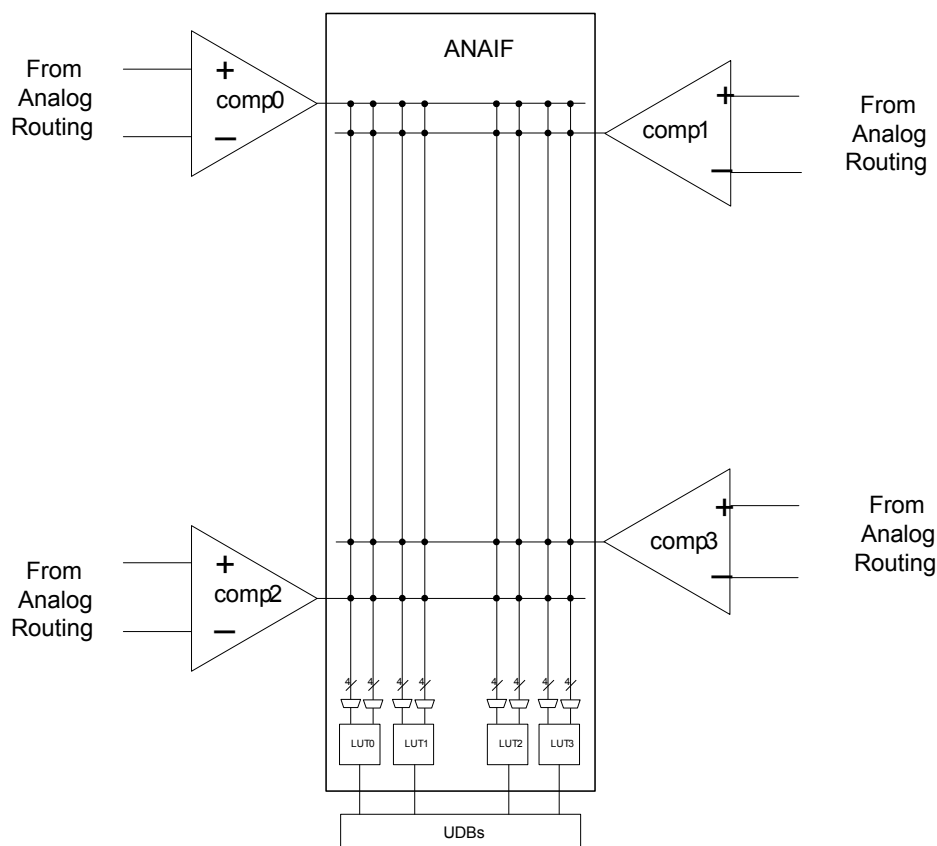 ANAIF
From
Analog
Routing
+
comp0
−
+
comp1
−
From
Analog
Routing
From
Analog
Routing
+
comp2
−
+
comp3
−
From
Analog
Routing
4 4 4 4 4 4 4 4
LUT0 LUT1 LUT2 LUT3
UDBs